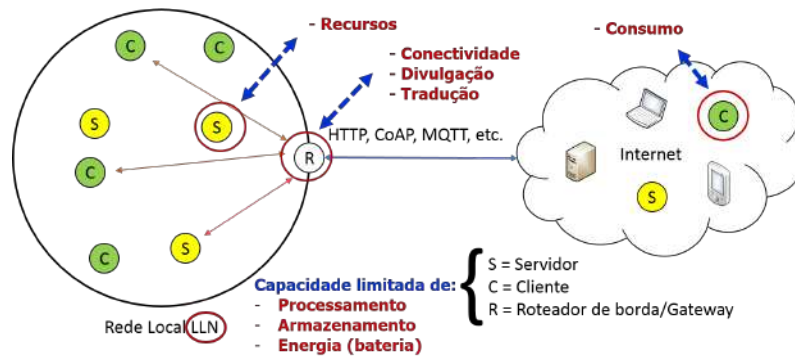 - Recursos
- Conectividade
- Divulgação
- Tradução
- Consumo
C
C
S
S
C
C
S
R
HTTP, CoAP, MQTT, etc.
Internet
C
S
Capacidade limitada de:
- Processamento
- Armazenamento
- Energia (bateria)
S = Servidor
C = Cliente
R = Roteador de borda/Gateway
Rede Local LLN